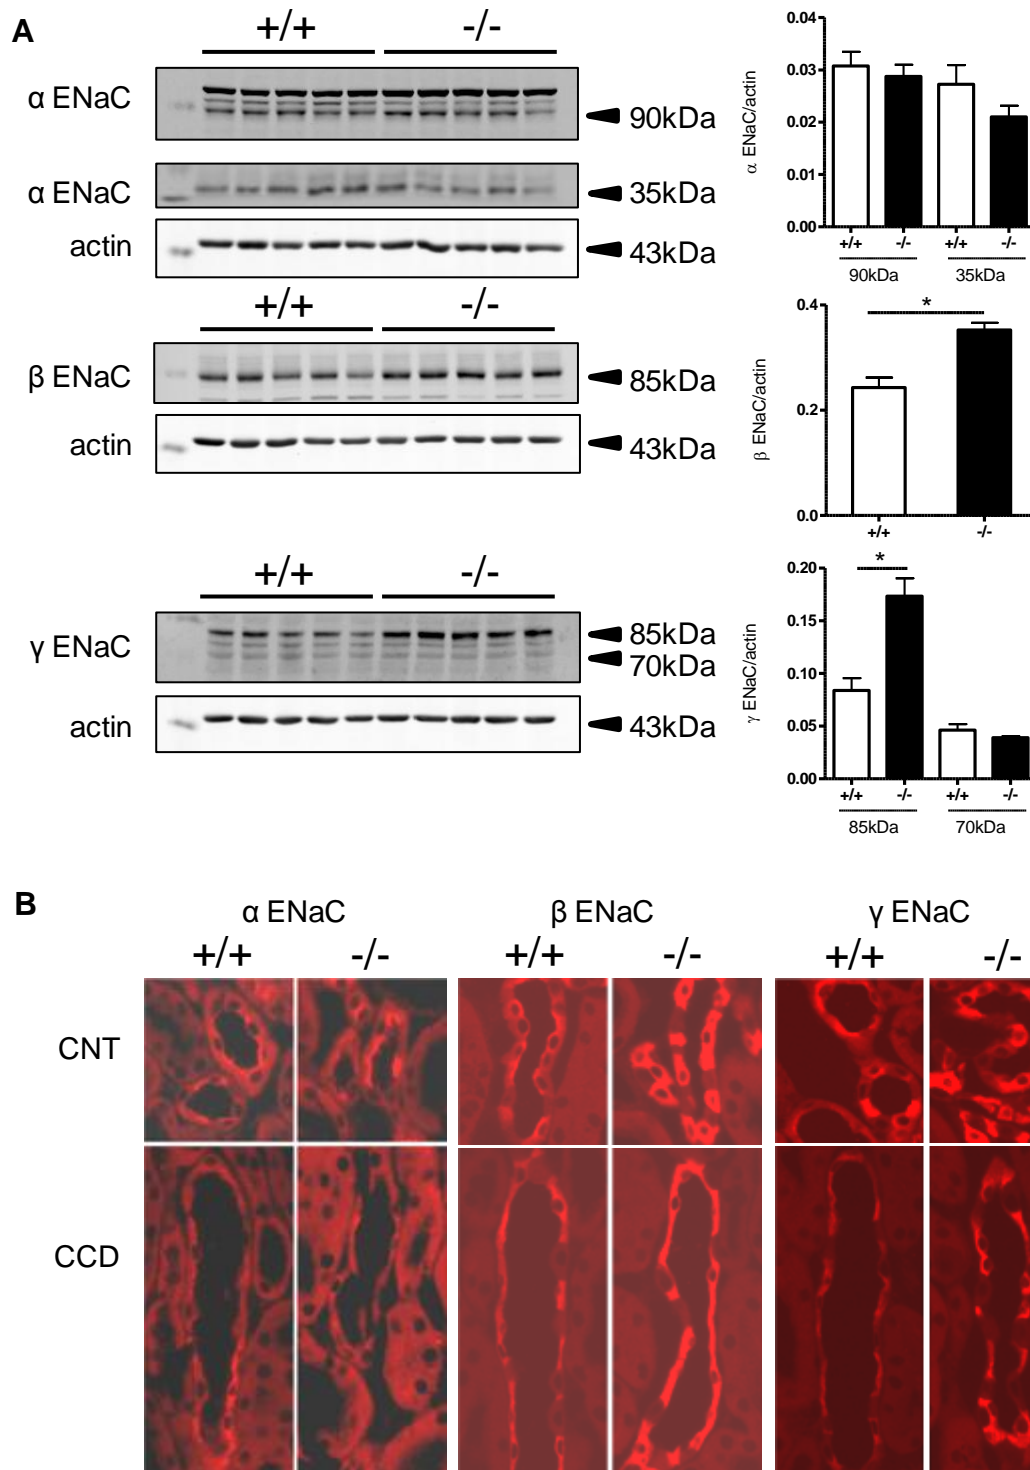 A
+/+ -/-
α ENaC 90kDa
α ENaC 35kDa
actin 43kDa
+/+ -/-
β ENaC 85kDa
actin 43kDa
+/+ -/-
γ ENaC 85kDa
70kDa
actin 43kDa
α ENaC/actin
0.04
0.03
0.02
0.01
0.00
+/+ -/- +/+ -/-
90kDa 35kDa
β ENaC/actin
0.4
0.2
0.0
*
+/+ -/-
γ ENaC/actin
0.20
0.15
0.10
0.05
0.00
*
+/+ -/- +/+ -/-
85kDa 70kDa
B
α ENaC β ENaC γ ENaC
+/+ -/- +/+ -/- +/+ -/-
CNT
CCD